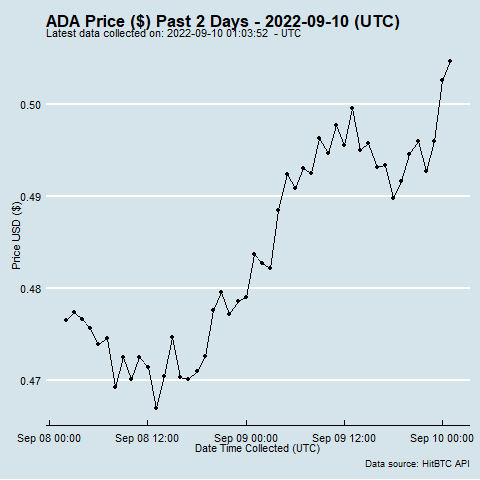 ADA Price ($) Past 2 Days - 2022-09-10 (UTC)
Latest data collected on: 2022-09-10 01:03:52  - UTC
0.50
0.49
0.48
0.47
Price USD ($)
Sep 08 00:00
Sep 08 12:00
Sep 09 00:00
Sep 09 12:00
Sep 10 00:00
Date Time Collected (UTC)
Data source: HitBTC API